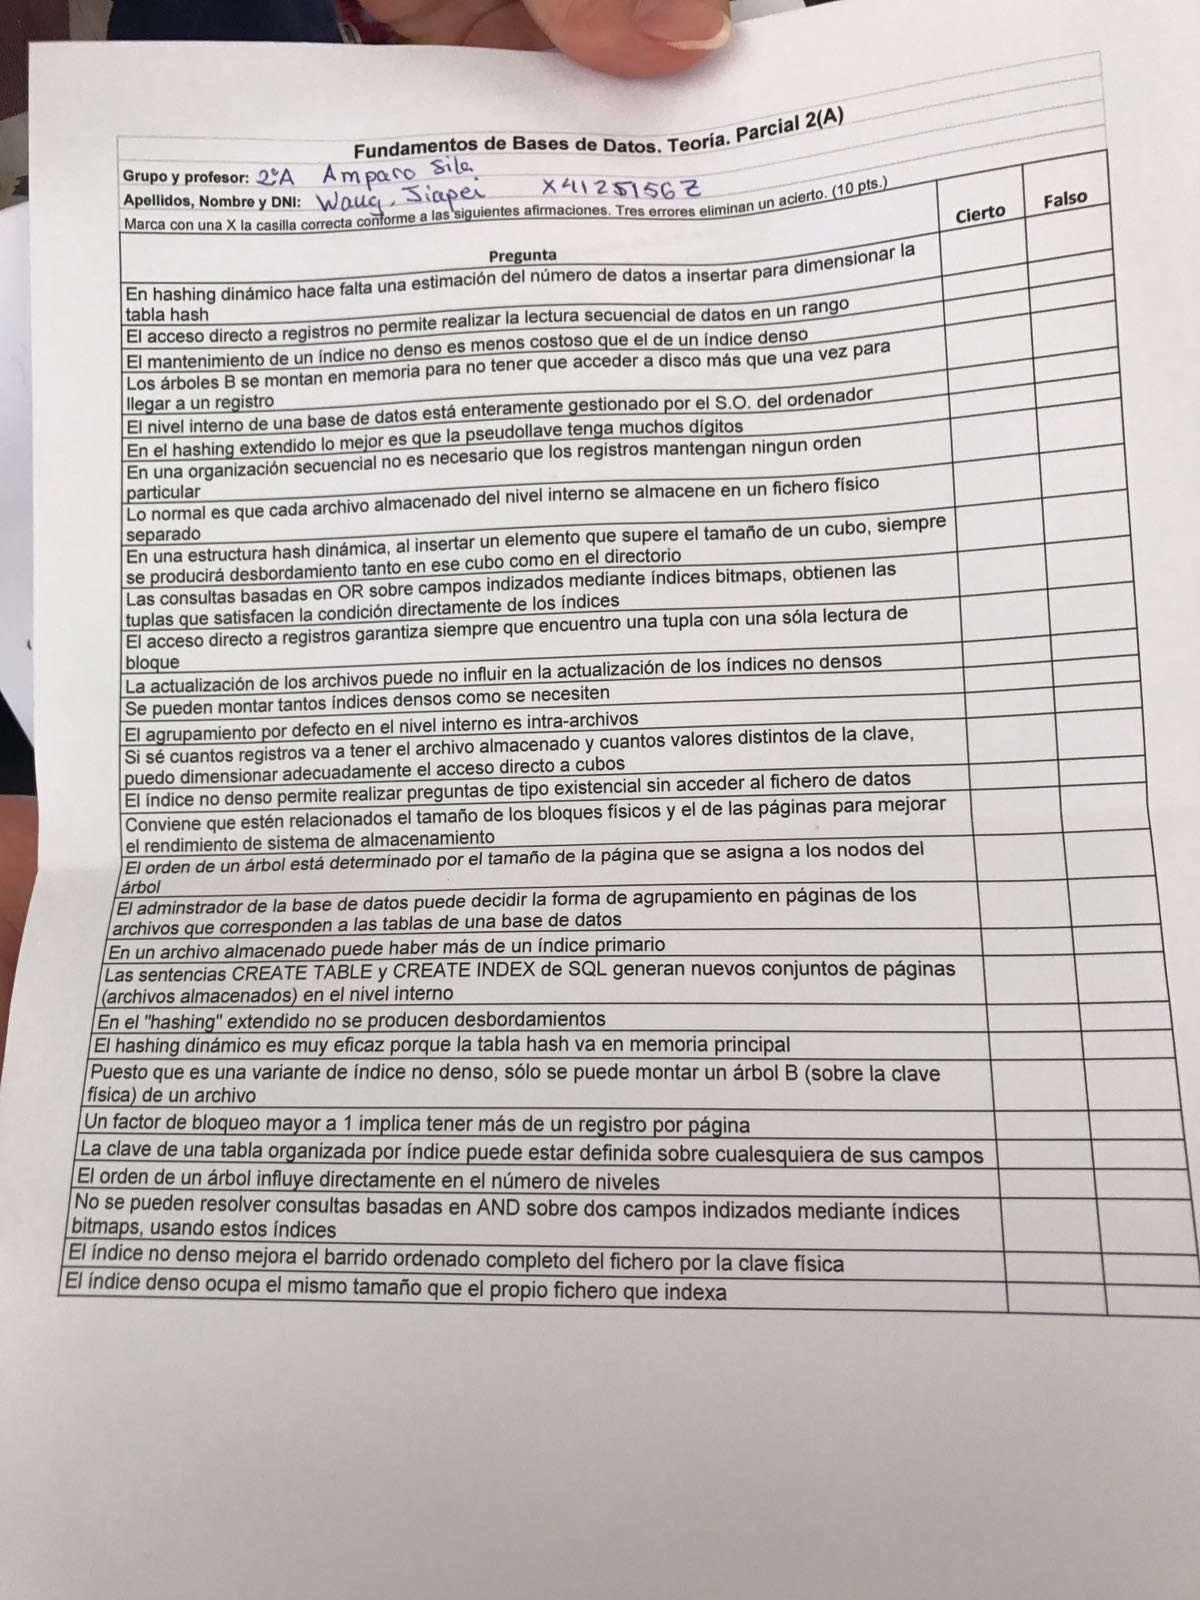 Fundamentos de Bases de Datos. Teoría. Parcial 2(A)
Grupo y profesor: 2ºA Amparo Sila
Apellidos, Nombre y DNI: Wang, Jiapei X4125156Z
Marca con una X la casilla correcta conforme a las siguientes afirmaciones. Tres errores eliminan un acierto. (10 pts.)
Pregunta Cierto Falso
En hashing dinámico hace falta una estimación del número de datos a insertar para dimensionar la
tabla hash
El acceso directo a registros no permite realizar la lectura secuencial de datos en un rango
El mantenimiento de un índice no denso es menos costoso que el de un índice denso
Los árboles B se montan en memoria para no tener que acceder a disco más que una vez para
llegar a un registro
El nivel interno de una base de datos está enteramente gestionado por el S.O. del ordenador
En el hashing extendido lo mejor es que la pseudollave tenga muchos dígitos
En una organización secuencial no es necesario que los registros mantengan ningun orden
particular
Lo normal es que cada archivo almacenado del nivel interno se almacene en un fichero físico
separado
En una estructura hash dinámica, al insertar un elemento que supere el tamaño de un cubo, siempre
se producirá desbordamiento tanto en ese cubo como en el directorio
Las consultas basadas en OR sobre campos indizados mediante índices bitmaps, obtienen las
tuplas que satisfacen la condición directamente de los índices
El acceso directo a registros garantiza siempre que encuentro una tupla con una sóla lectura de
bloque
La actualización de los archivos puede no influir en la actualización de los índices no densos
Se pueden montar tantos índices densos como se necesiten
El agrupamiento por defecto en el nivel interno es intra-archivos
Si sé cuantos registros va a tener el archivo almacenado y cuantos valores distintos de la clave,
puedo dimensionar adecuadamente el acceso directo a cubos
El índice no denso permite realizar preguntas de tipo existencial sin acceder al fichero de datos
Conviene que estén relacionados el tamaño de los bloques físicos y el de las páginas para mejorar
el rendimiento de sistema de almacenamiento
El orden de un árbol está determinado por el tamaño de la página que se asigna a los nodos del
árbol
El adminstrador de la base de datos puede decidir la forma de agrupamiento en páginas de los
archivos que corresponden a las tablas de una base de datos
En un archivo almacenado puede haber más de un índice primario
Las sentencias CREATE TABLE y CREATE INDEX de SQL generan nuevos conjuntos de páginas
(archivos almacenados) en el nivel interno
En el "hashing" extendido no se producen desbordamientos
El hashing dinámico es muy eficaz porque la tabla hash va en memoria principal
Puesto que es una variante de índice no denso, sólo se puede montar un árbol B (sobre la clave
física) de un archivo
Un factor de bloqueo mayor a 1 implica tener más de un registro por página
La clave de una tabla organizada por índice puede estar definida sobre cualesquiera de sus campos
El orden de un árbol influye directamente en el número de niveles
No se pueden resolver consultas basadas en AND sobre dos campos indizados mediante índices
bitmaps, usando estos índices
El índice no denso mejora el barrido ordenado completo del fichero por la clave física
El índice denso ocupa el mismo tamaño que el propio fichero que indexa